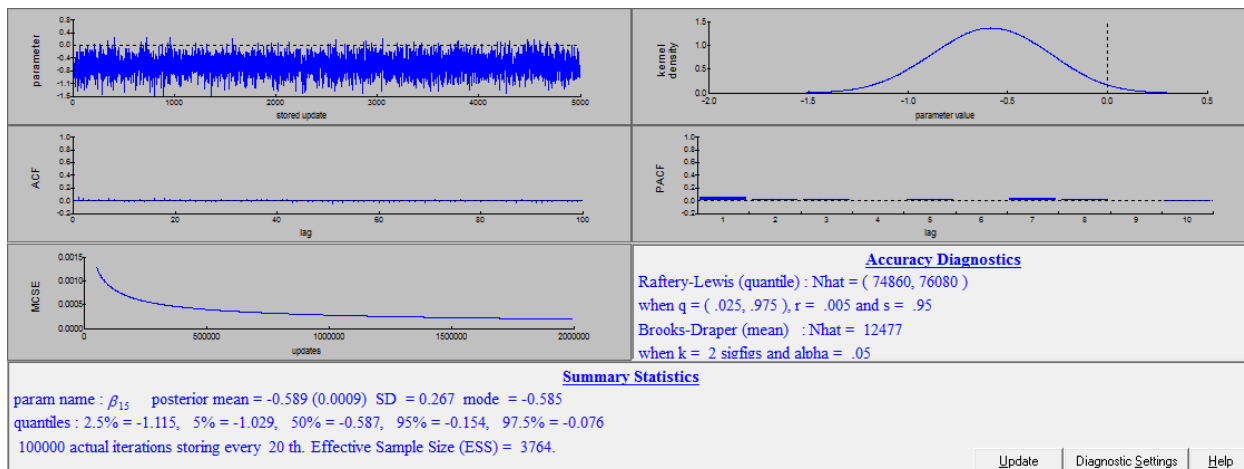 0.8
0.4
0.0
-0.4
-0.8
-1.1
-1.5
parameter
0
1000
2000
3000
4000
5000
stored update
1.5
1.0
0.5
0.0
kernel
density
-2.0
-1.5
-1.0
-0.5
0.0
0.5
parameter value
1.0
0.8
0.6
0.4
0.2
0.0
-0.2
ACF
0
20
40
60
80
100
lag
1.0
0.8
0.6
0.4
0.2
0.0
-0.2
PACF
1
2
3
4
5
6
7
8
9
10
lag
0.0015
0.0010
0.0005
0.0000
MCSE
500000
1000000
1500000
2000000
updates
Accuracy Diagnostics
Raftery-Lewis (quantile) : Nhat = ( 74860, 76080 )
when q = ( .025, .975 ), r = .005 and s = .95
Brooks-Draper (mean) : Nhat = 12477
when k = 2 sigfigs and alpha = .05
Summary Statistics
param name : β15 posterior mean = -0.589 (0.0009) SD = 0.267 mode = -0.585
quantiles : 2.5% = -1.115, 5% = -1.029, 50% = -0.587, 95% = -0.154, 97.5% = -0.076
100000 actual iterations storing every 20 th. Effective Sample Size (ESS) = 3764.
Update
Diagnostic Settings
Help